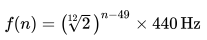 f(n) = (¹²√2)ⁿ⁻⁴⁹ × 440 Hz